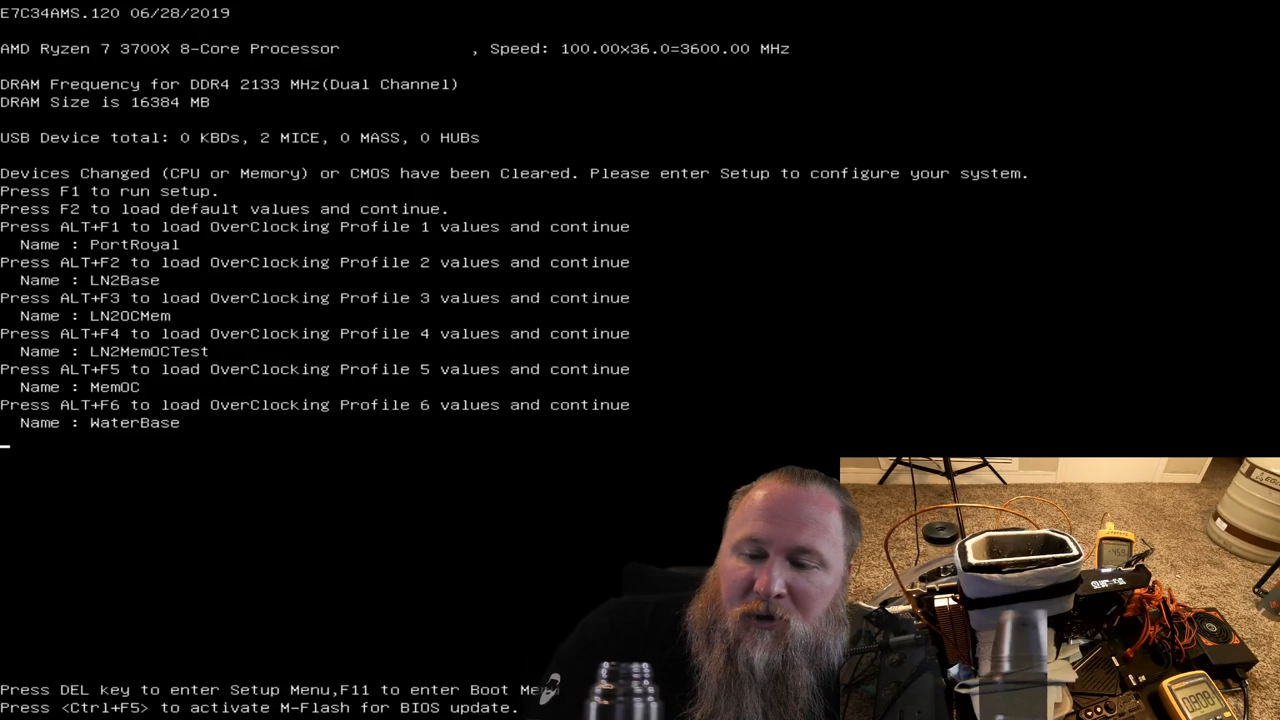 E7C34AMS.120 06/28/2019
AMD Ryzen 7 3700X 8-Core Processor , Speed: 100.00x36.0=3600.00 MHz
DRAM Frequency for DDR4 2133 MHz(Dual Channel)
DRAM Size is 16384 MB
USB Device total: 0 KBDs, 2 MICE, 0 MASS, 0 HUBs
Devices Changed (CPU or Memory) or CMOS have been Cleared. Please enter Setup to configure your system.
Press F1 to run setup.
Press F2 to load default values and continue.
Press ALT+F1 to load OverClocking Profile 1 values and continue
Name : PortRoyal
Press ALT+F2 to load OverClocking Profile 2 values and continue
Name : LN2Base
Press ALT+F3 to load OverClocking Profile 3 values and continue
Name : LN2OCMem
Press ALT+F4 to load OverClocking Profile 4 values and continue
Name : LN2MemOCTest
Press ALT+F5 to load OverClocking Profile 5 values and continue
Name : MemOC
Press ALT+F6 to load OverClocking Profile 6 values and continue
Name : WaterBase
Press DEL key to enter Setup Menu,F11 to enter Boot Menu
Press <Ctrl+F5> to activate M-Flash for BIOS update.